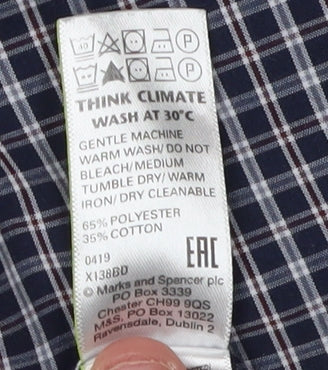 THINK CLIMATE
WASH AT 30°C
GENTLE MACHINE
WARM WASH/ DO NOT
BLEACH/ MEDIUM
TUMBLE DRY/ WARM
IRON/ DRY CLEANABLE
65% POLYESTER
35% COTTON
0419
X138BD
EAC
© Marks and Spencer plc
PO Box 3339
Chester CH99 9QS
M&S, PO Box 13022
Ravensdale, Dublin 2